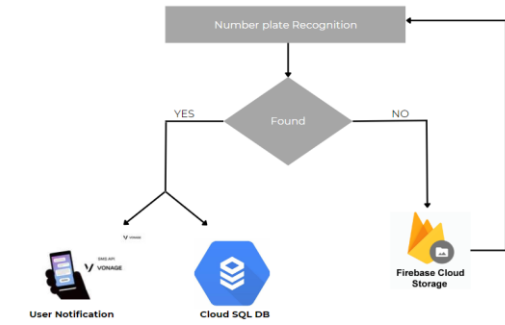 Number plate Recognition
YES
Found
NO
SMS API
VONAGE
Firebase Cloud
Storage
User Notification
Cloud SQL DB